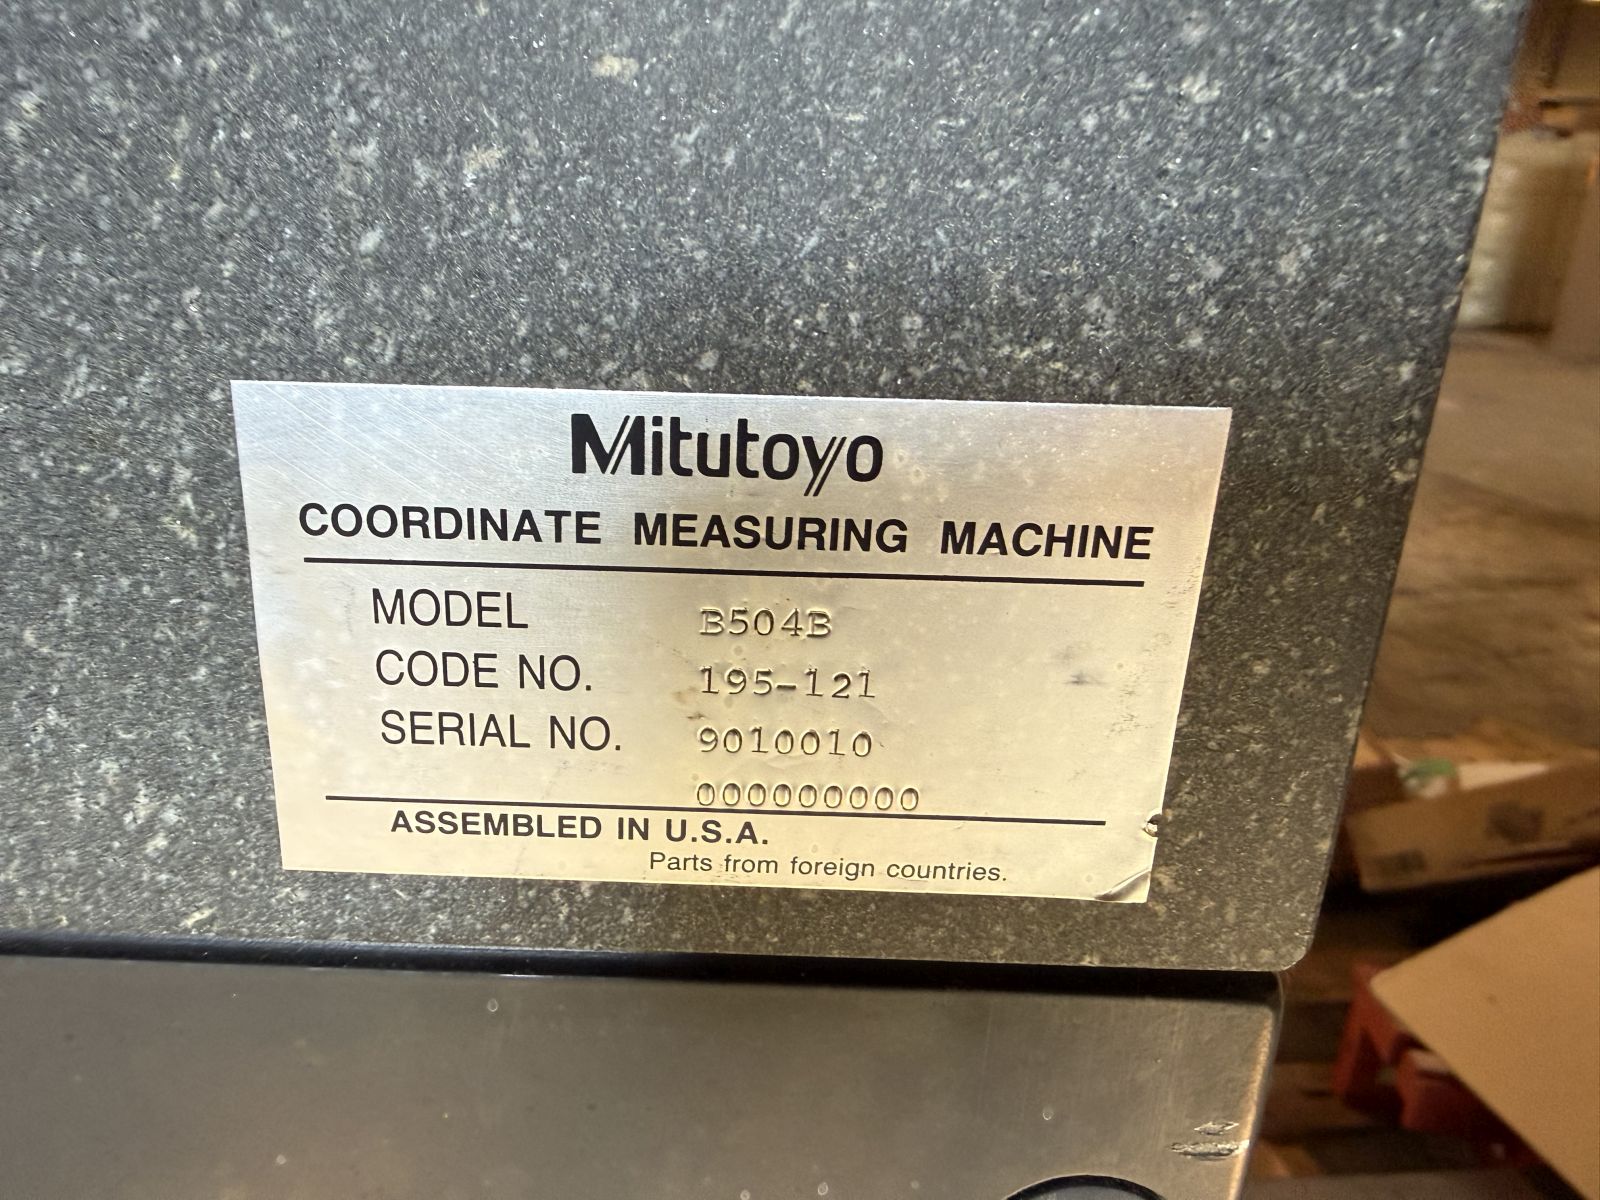 Mitutoyo
COORDINATE MEASURING MACHINE
MODEL B504B
CODE NO. 195-121
SERIAL NO. 9010010
000000000
ASSEMBLED IN U.S.A.
Parts from foreign countries.